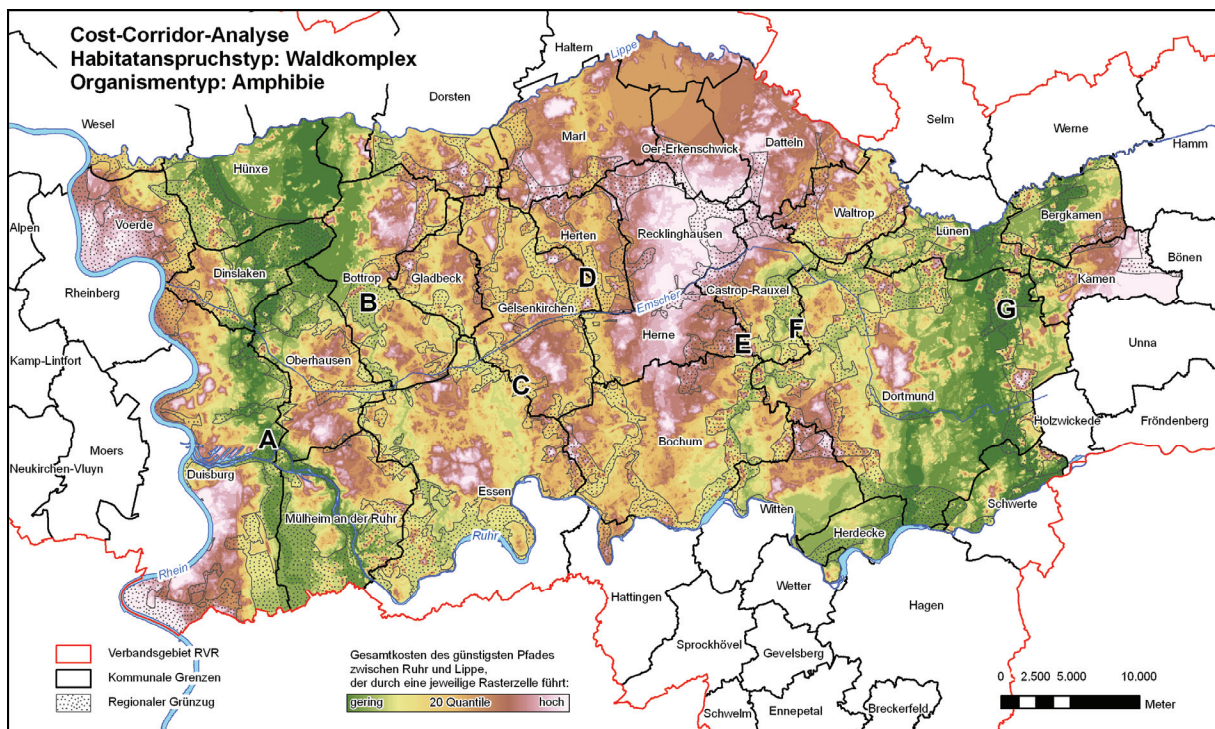 Cost-Corridor-Analyse
Habitatanspruchstyp: Waldkomplex
Organismentyp: Amphibie
Haltern
Lippe
Dorsten
Wesel
Selm
Werne
Hamm
Marl
Oer-Erkenschwick
Datteln
Hünxe
Voerde
Alpen
Waltrop
Lünen
Bergkamen
Herten
Recklinghausen
Dinslaken
Bottrop
Gladbeck
D
Bönen
Kamen
Rheinberg
B
Gelsenkirchen
Emscher
Castrop-Rauxel
G
F
Herne
E
Unna
Kamp-Lintfort
Oberhausen
C
Dortmund
Holzwickede
Fröndenberg
Moers
A
Bochum
Neukirchen-Vluyn
Duisburg
Essen
Schwerte
Mülheim an der Ruhr
Witten
Herdecke
Ruhr
Rhein
Wetter
Hattingen
Hagen
Sprockhövel
Gevelsberg
Schwelm
Ennepetal
Breckerfeld
Verbandsgebiet RVR
Kommunale Grenzen
Regionaler Grünzug
Gesamtkosten des günstigsten Pfades
zwischen Ruhr und Lippe,
der durch eine jeweilige Rasterzelle führt:
gering 20 Quantile hoch
0 2.500 5.000 10.000
Meter